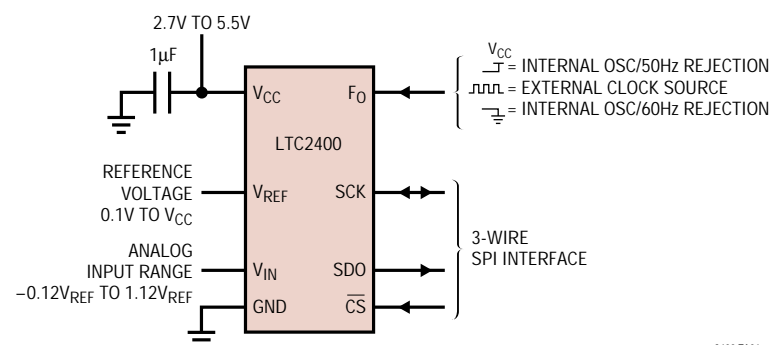 2.7V TO 5.5V
1µF
VCC
FO
LTC2400
VCC
= INTERNAL OSC/50Hz REJECTION
= EXTERNAL CLOCK SOURCE
= INTERNAL OSC/60Hz REJECTION
REFERENCE
VOLTAGE
0.1V TO VCC
VREF
SCK
ANALOG
INPUT RANGE
–0.12VREF TO 1.12VREF
VIN
SDO
GND
CS
3-WIRE
SPI INTERFACE